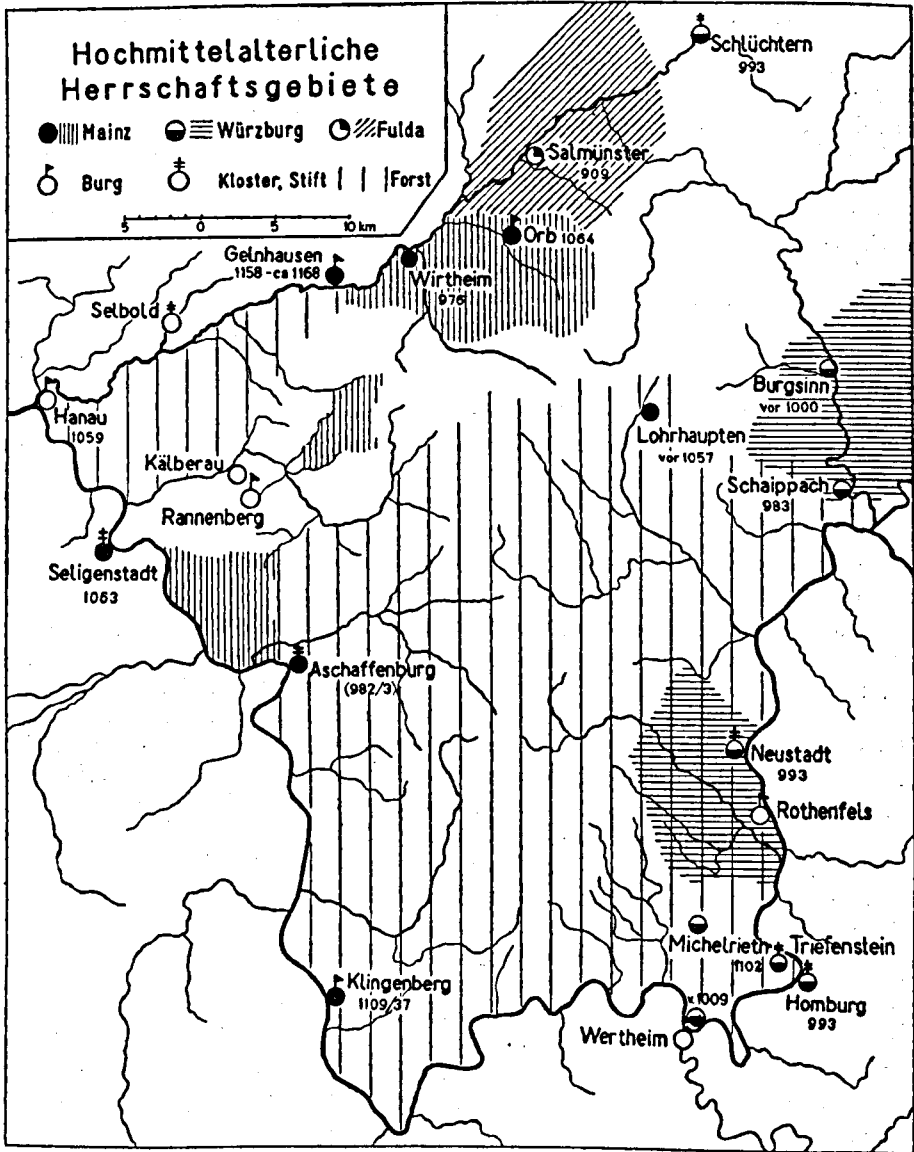 Hochmittelalterliche
Herrschaftsgebiete
Mainz Würzburg Fulda
Burg Kloster, Stift Forst
5 0 5 10 km
Schlüchtern
993
Salmünster
909
Orb 1064
Gelnhausen
1158 - ca 1168
Wirtheim
976
Selbold
Hanau
1059
Burgsinn
vor 1000
Lohrhaupten
vor 1057
Kälberau
Rannenberg
Schaippach
983
Seligenstadt
1063
Aschaffenburg
(982/3)
Neustadt
993
Rothenfels
Michelrieth
1102
Triefenstein
Homburg
993
Klingenberg
1109/37
v 1009
Wertheim